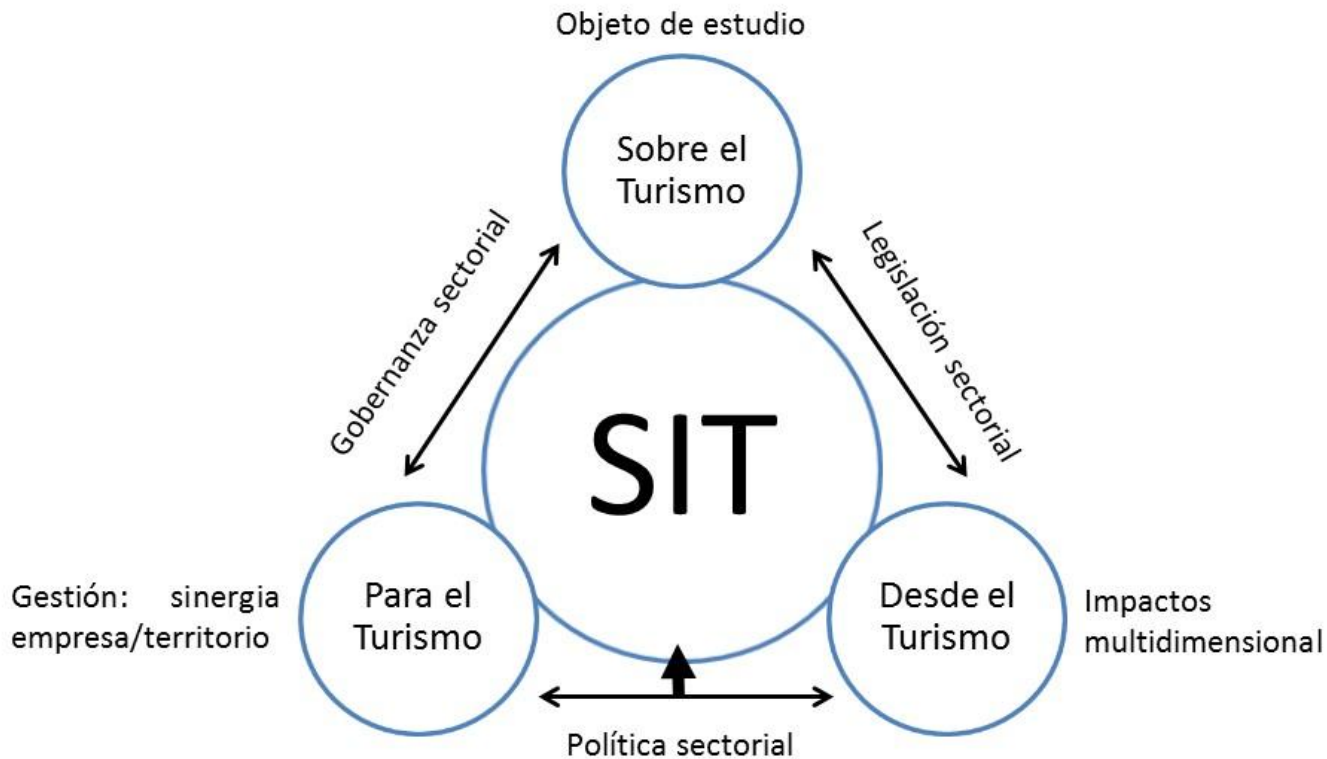 Objeto de estudio
Sobre el
Turismo
Gobernanza sectorial
Legislación sectorial
SIT
Gestión: sinergia
empresa/territorio
Para el
Turismo
Desde el
Turismo
Impactos
multidimensional
Política sectorial